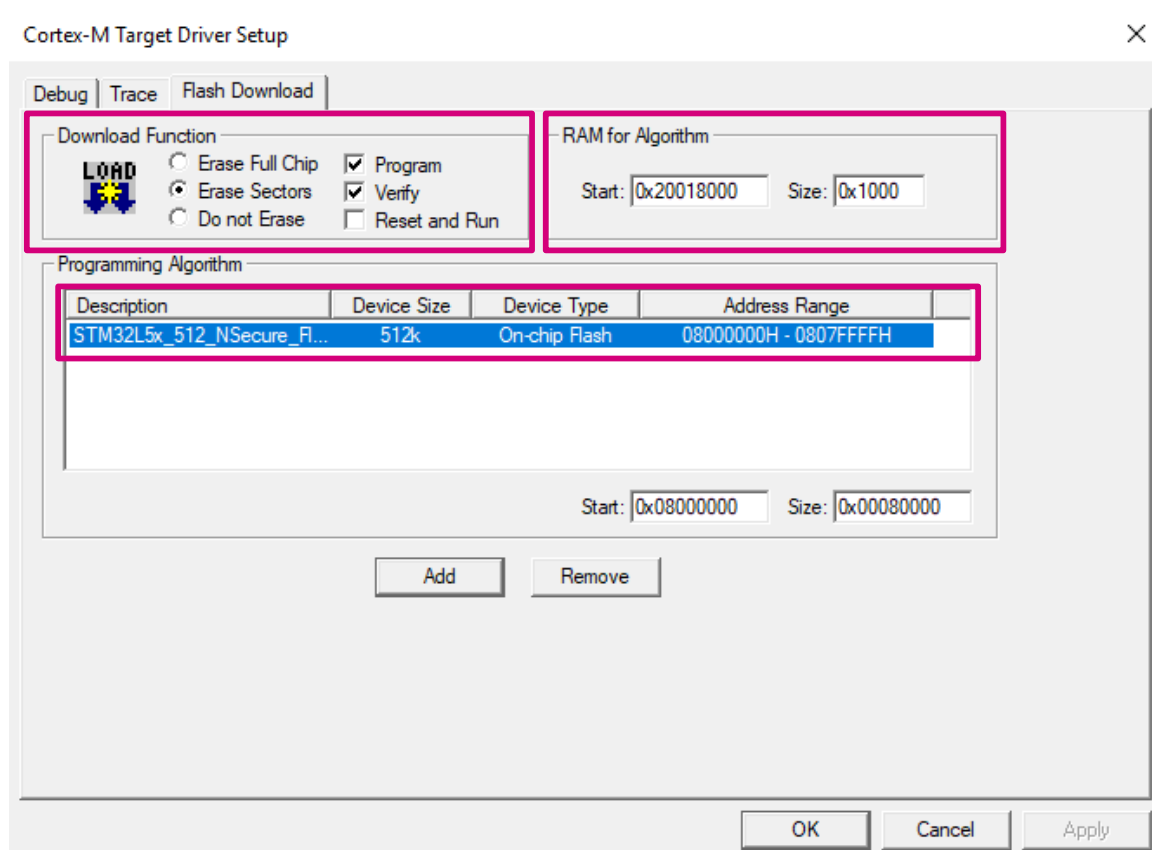 Cortex-M Target Driver Setup
Debug Trace Flash Download
Download Function
LOAD
Erase Full Chip
Erase Sectors
Do not Erase
Program
Verify
Reset and Run
RAM for Algorithm
Start: 0x20018000 Size: 0x1000
Programming Algorithm
Description Device Size Device Type Address Range
STM32L5x_512_NSecure_Fl... 512k On-chip Flash 08000000H - 0807FFFFH
Start: 0x08000000 Size: 0x00080000
Add Remove
OK Cancel Apply